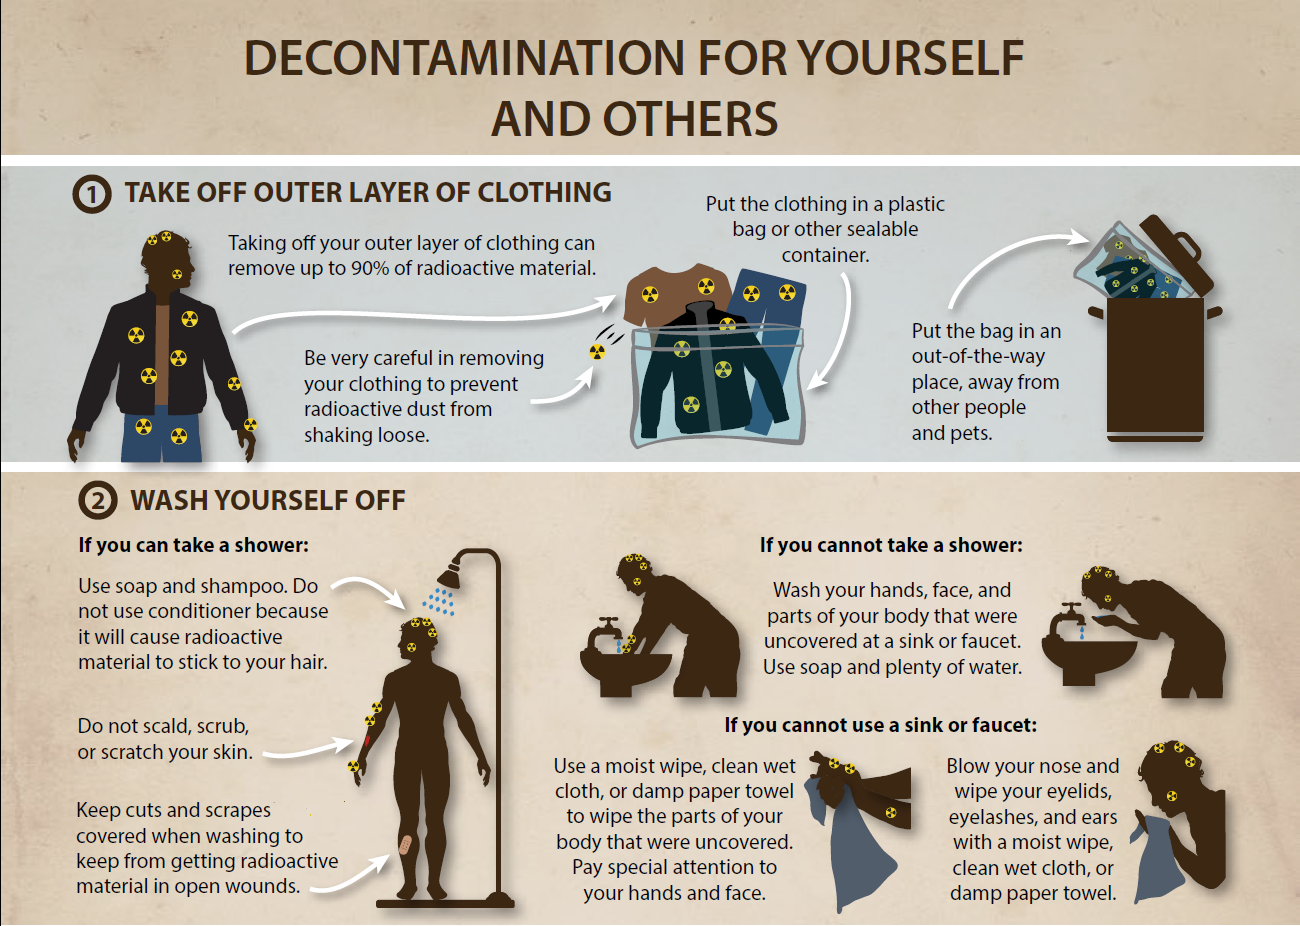 DECONTAMINATION FOR YOURSELF
AND OTHERS
1 TAKE OFF OUTER LAYER OF CLOTHING
Taking off your outer layer of clothing can
remove up to 90% of radioactive material.
Be very careful in removing
your clothing to prevent
radioactive dust from
shaking loose.
Put the clothing in a plastic
bag or other sealable
container.
Put the bag in an
out-of-the-way
place, away from
other people
and pets.
2 WASH YOURSELF OFF
If you can take a shower:
Use soap and shampoo. Do
not use conditioner because
it will cause radioactive
material to stick to your hair.
Do not scald, scrub,
or scratch your skin.
Keep cuts and scrapes
covered when washing to
keep from getting radioactive
material in open wounds.
If you cannot take a shower:
Wash your hands, face, and
parts of your body that were
uncovered at a sink or faucet.
Use soap and plenty of water.
If you cannot use a sink or faucet:
Use a moist wipe, clean wet
cloth, or damp paper towel
to wipe the parts of your
body that were uncovered.
Pay special attention to
your hands and face.
Blow your nose and
wipe your eyelids,
eyelashes, and ears
with a moist wipe,
clean wet cloth, or
damp paper towel.